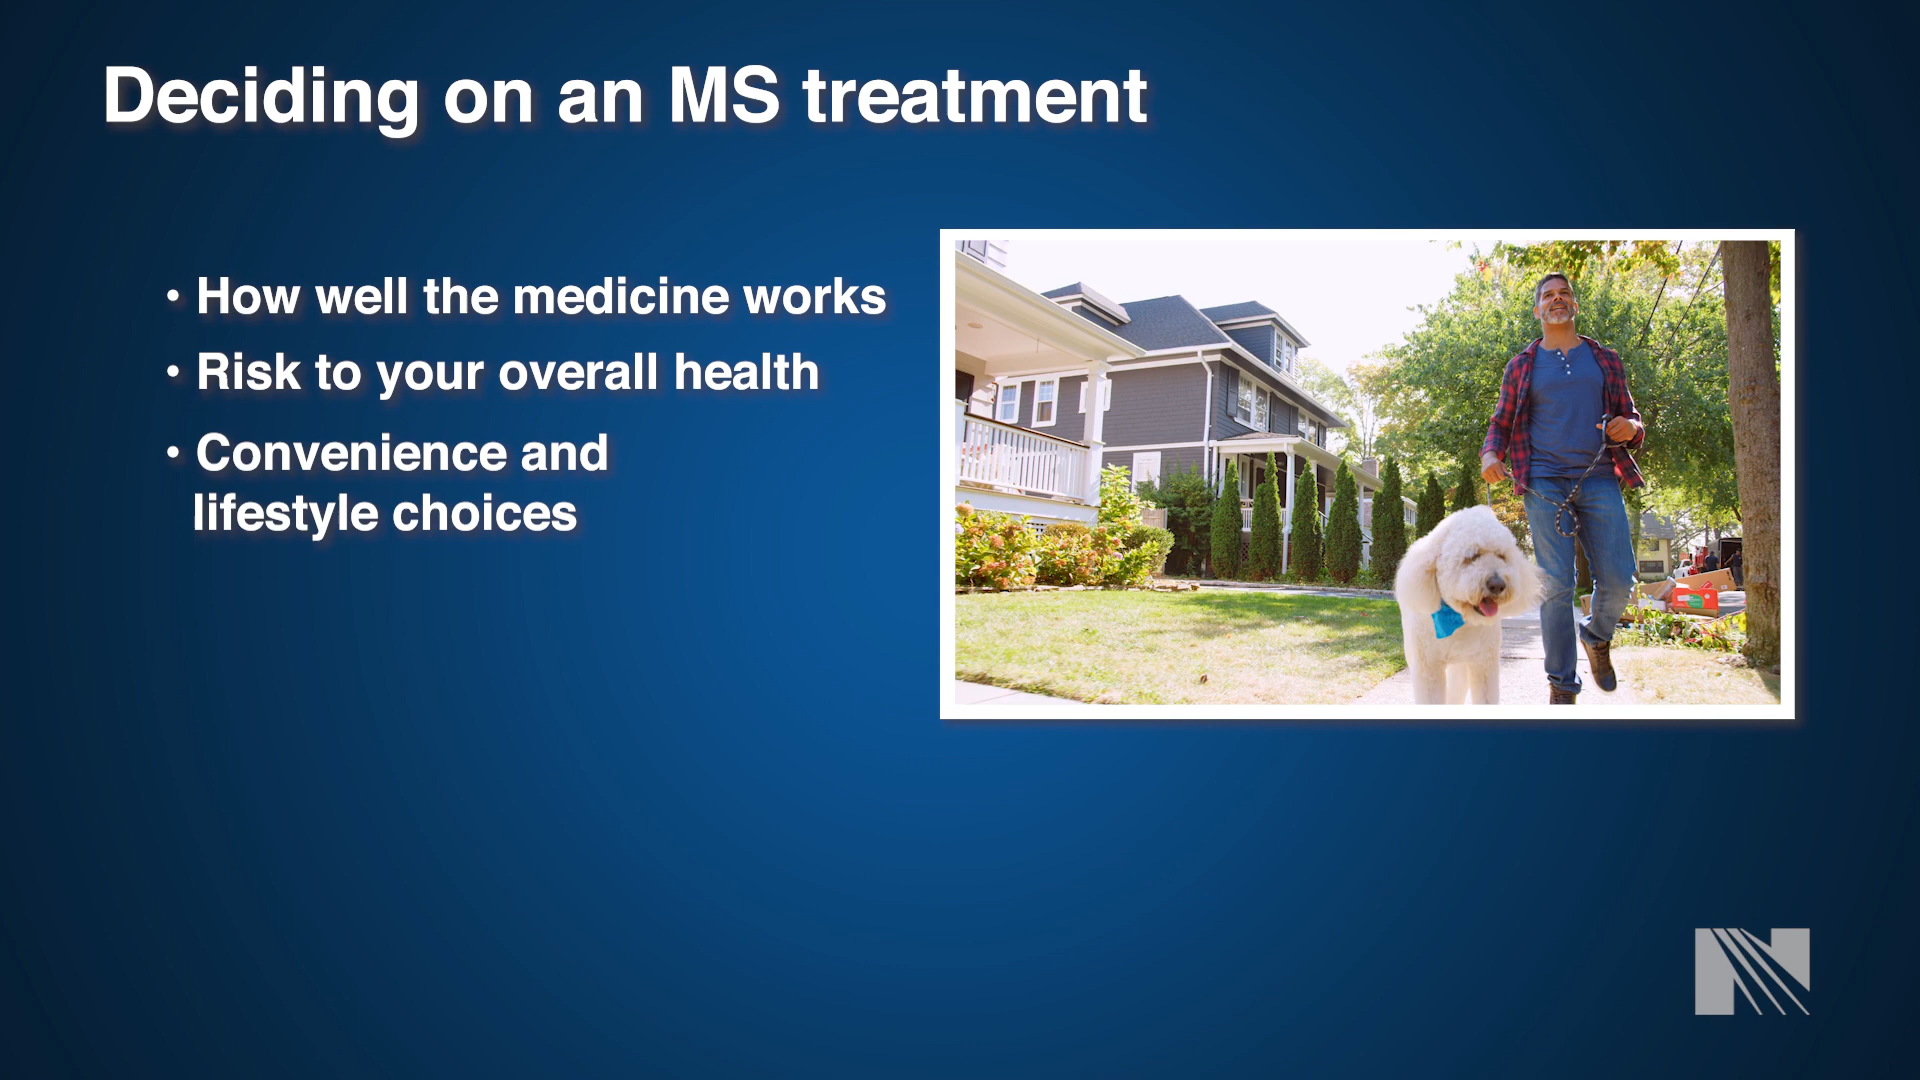 Deciding on an MS treatment
• How well the medicine works
• Risk to your overall health
• Convenience and
lifestyle choices